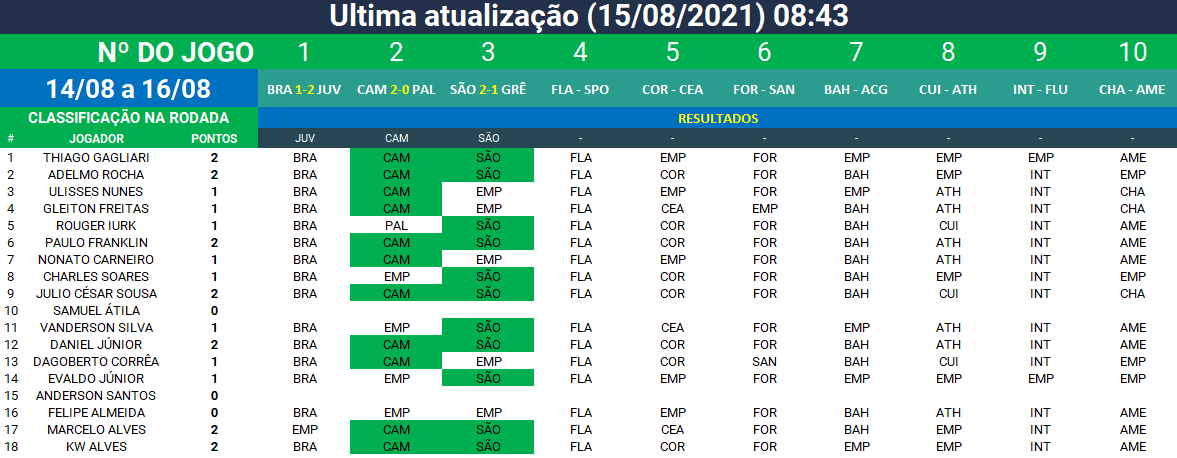 Ultima atualização (15/08/2021) 08:43
Nº DO JOGO 1 2 3 4 5 6 7 8 9 10
14/08 a 16/08 BRA 1-2 JUV CAM 2-0 PAL SÃO 2-1 GRÊ FLA - SPO COR - CEA FOR - SAN BAH - ACG CUI - ATH INT - FLU CHA - AME
CLASSIFICAÇÃO NA RODADA RESULTADOS
# JOGADOR PONTOS JUV CAM SÃO - - - - - - -
1 THIAGO GAGLIARI 2 BRA CAM SÃO FLA EMP FOR EMP EMP EMP AME
2 ADELMO ROCHA 2 BRA CAM SÃO FLA COR FOR BAH EMP INT EMP
3 ULISSES NUNES 1 BRA CAM EMP FLA EMP FOR EMP ATH INT CHA
4 GLEITON FREITAS 1 BRA CAM EMP FLA CEA EMP BAH ATH INT CHA
5 ROUGER IURK 1 BRA PAL SÃO FLA COR FOR BAH CUI INT AME
6 PAULO FRANKLIN 2 BRA CAM SÃO FLA COR FOR BAH ATH INT AME
7 NONATO CARNEIRO 1 BRA CAM EMP FLA EMP FOR BAH ATH INT AME
8 CHARLES SOARES 1 BRA EMP SÃO FLA COR FOR BAH EMP INT EMP
9 JULIO CÉSAR SOUSA 2 BRA CAM SÃO FLA COR FOR BAH CUI INT CHA
10 SAMUEL ÁTILA 0
11 VANDERSON SILVA 1 BRA EMP SÃO FLA CEA FOR EMP ATH INT AME
12 DANIEL JÚNIOR 2 BRA CAM SÃO FLA COR FOR BAH ATH INT AME
13 DAGOBERTO CORRÊA 1 BRA CAM EMP FLA COR SAN BAH CUI INT EMP
14 EVALDO JÚNIOR 1 BRA EMP SÃO FLA EMP FOR EMP EMP EMP EMP
15 ANDERSON SANTOS 0
16 FELIPE ALMEIDA 0 BRA EMP EMP FLA EMP FOR BAH ATH INT AME
17 MARCELO ALVES 2 EMP CAM SÃO FLA CEA FOR BAH EMP INT AME
18 KW ALVES 2 BRA CAM SÃO FLA COR FOR EMP EMP INT AME